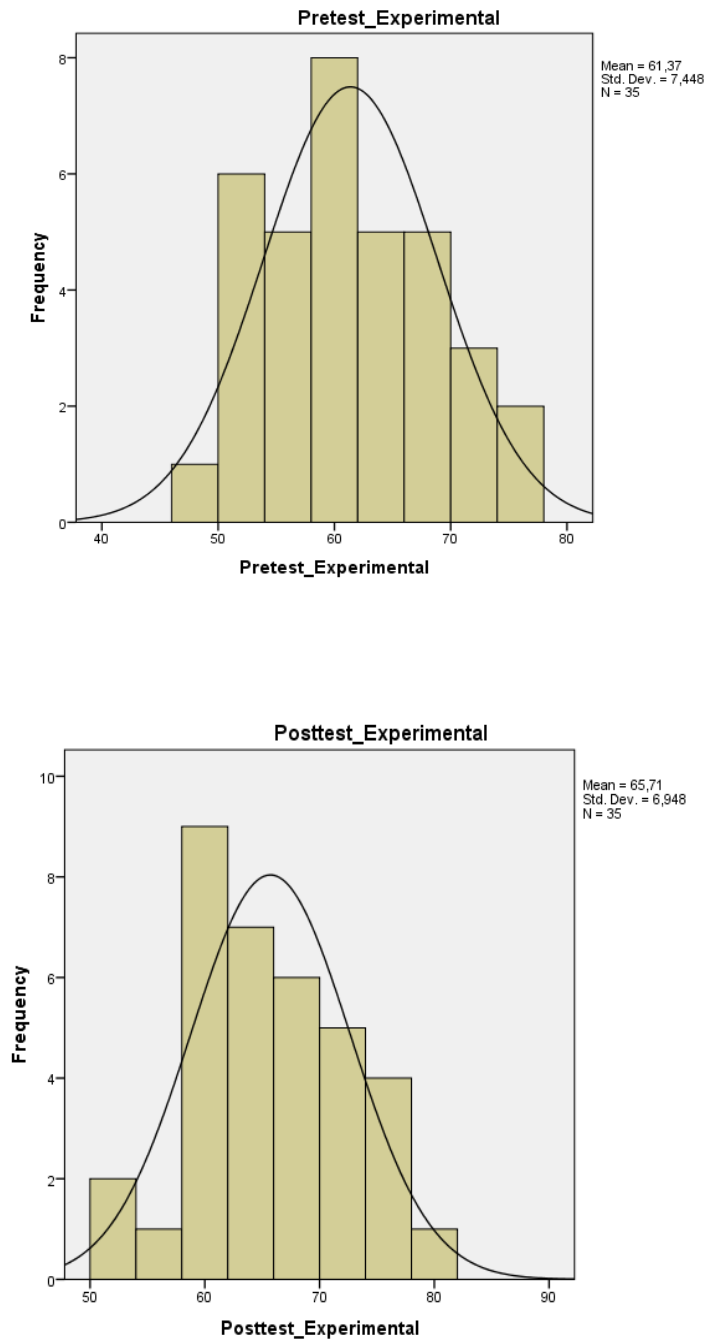 Pretest_Experimental
Mean = 61,37
Std. Dev. = 7,448
N = 35
8
6
4
2
0
Frequency
40 50 60 70 80
Pretest_Experimental
Posttest_Experimental
Mean = 65,71
Std. Dev. = 6,948
N = 35
10
8
6
4
2
0
Frequency
50 60 70 80 90
Posttest_Experimental